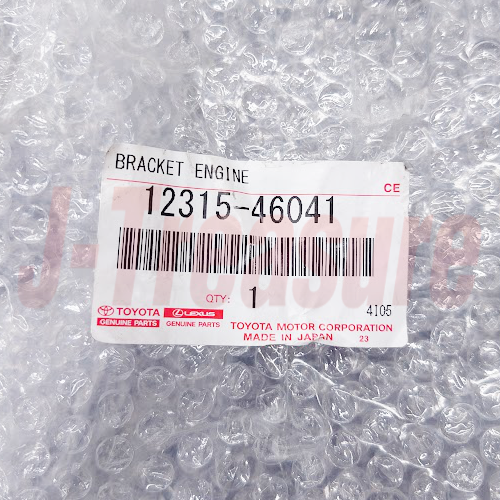 BRACKET ENGINE
CE
12315-46041
J-Treasure
QTY: 1
4I05
TOYOTA LEXUS
GENUINE PARTS GENUINE PARTS
TOYOTA MOTOR CORPORATION
MADE IN JAPAN 23